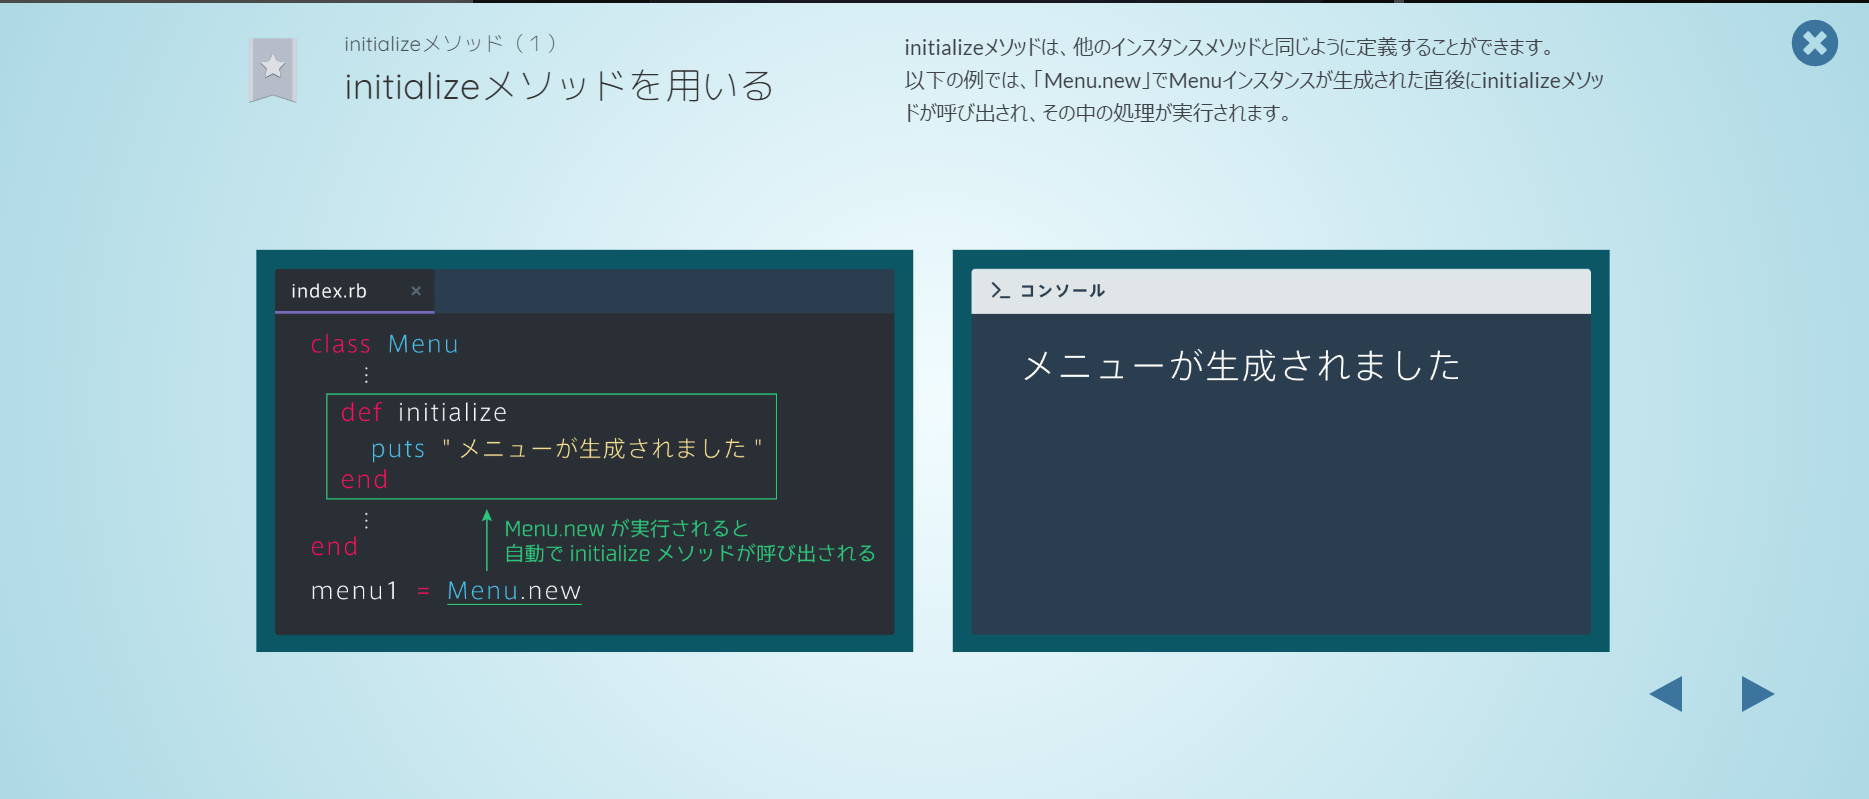 initializeメソッド（１）
initializeメソッドを用いる
initializeメソッドは、他のインスタンスメソッドと同じように定義することができます。
以下の例では、「Menu.new」でMenuインスタンスが生成された直後にinitializeメソッ
ドが呼び出され、その中の処理が実行されます。
index.rb ×
class Menu
⋮
def initialize
puts "メニューが生成されました"
end
⋮
end
Menu.new が実行されると
自動で initialize メソッドが呼び出される
menu1 = Menu.new
>_ コンソール
メニューが生成されました